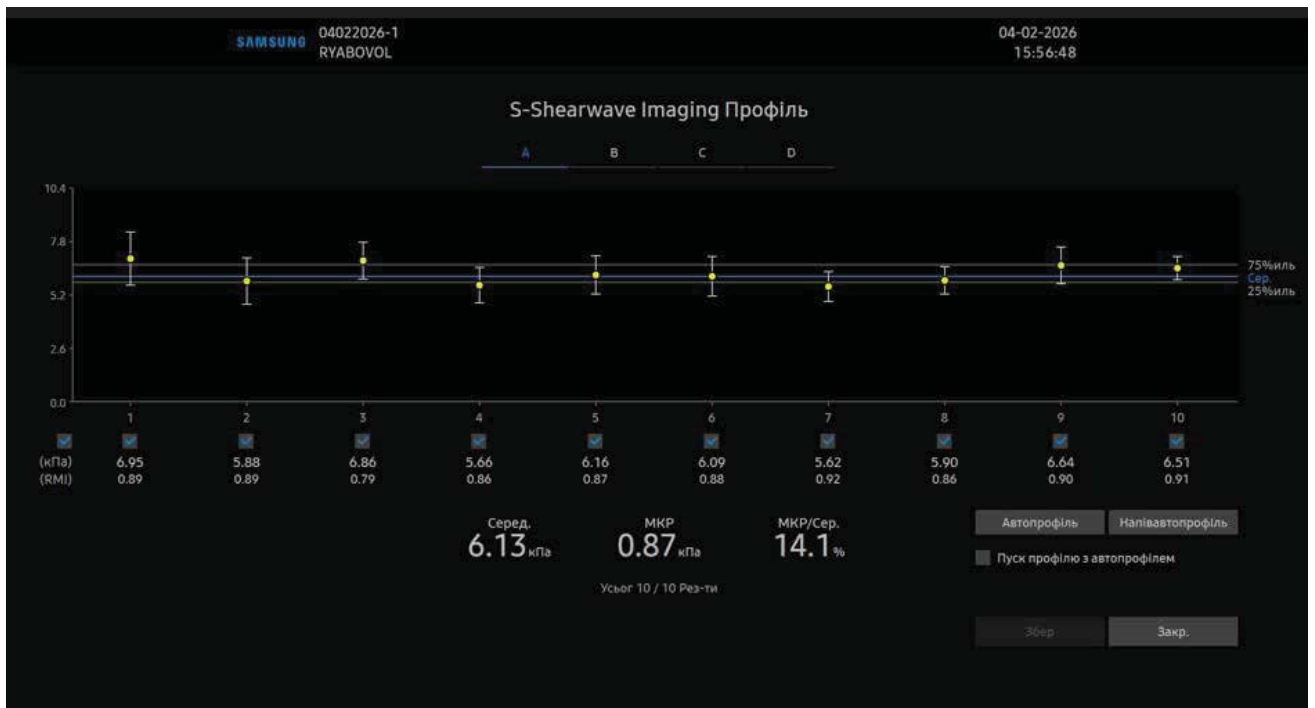 SAMSUNG
04022026-1
RYABOVOL
04-02-2026
15:56:48
S-Shearwave Imaging Профіль
A B C D
10.4
7.8
5.2
2.6
0.0
75%иль
Сер.
25%иль
1 2 3 4 5 6 7 8 9 10
(кПа) 6.95 5.88 6.86 5.66 6.16 6.09 5.62 5.90 6.64 6.51
(RMI) 0.89 0.89 0.79 0.86 0.87 0.88 0.92 0.86 0.90 0.91
Серед. МКР МКР/Сер.
6.13 кПа 0.87 кПа 14.1 %
Усьог 10 / 10 Рез-ти
Автопрофіль Напівавтопрофіль
Пуск профілю з автопрофілем
Збер Закр.